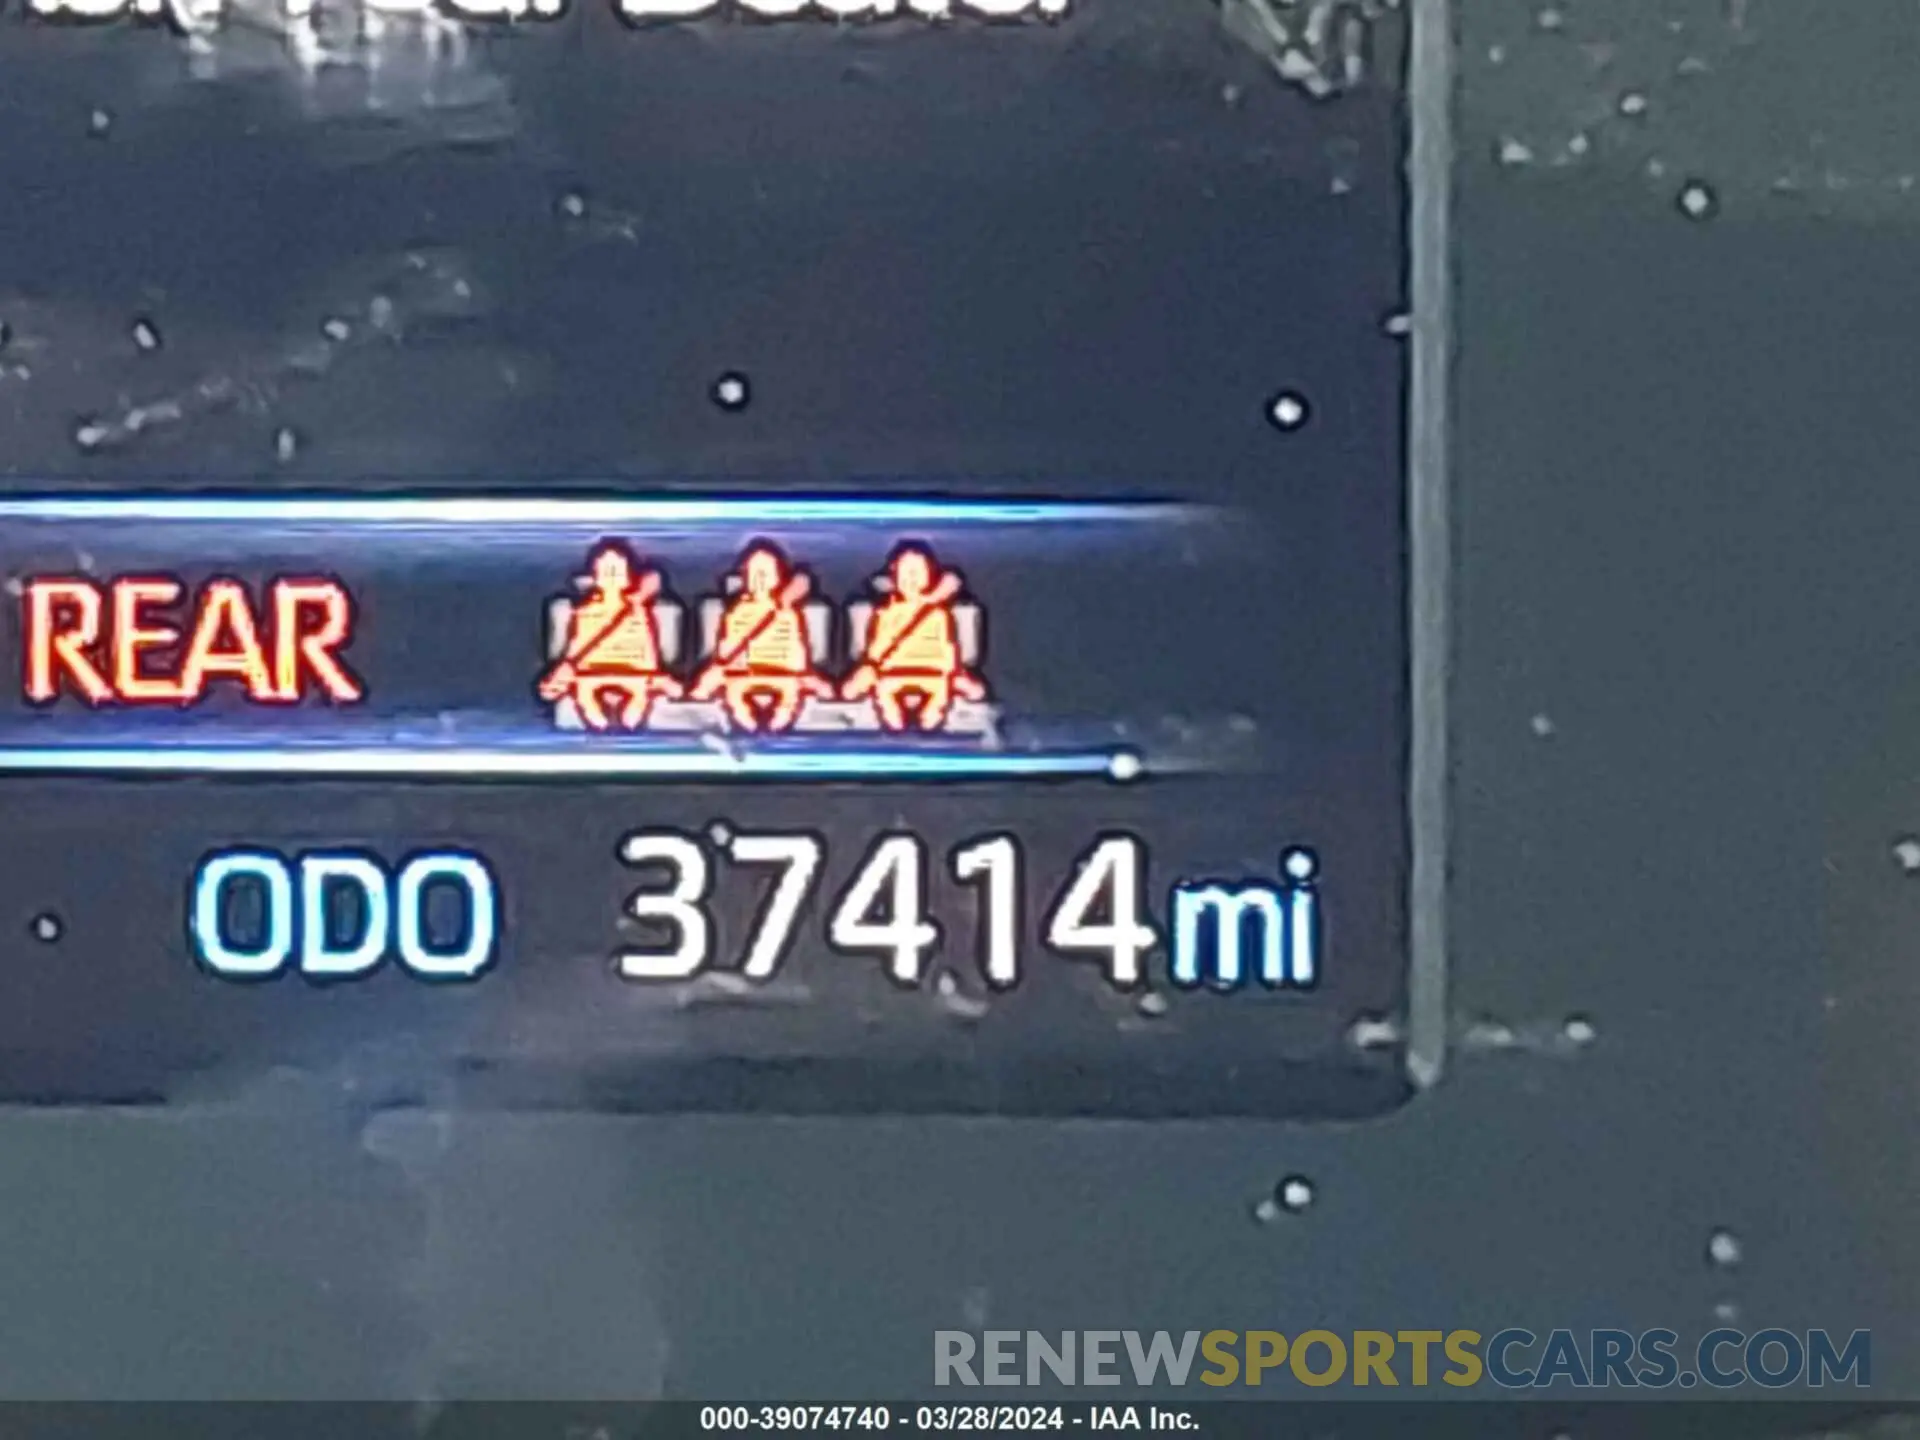 REAR
ODO 37414mi
RENEWSPORTSCARS.COM
000-39074740 - 03/28/2024 - IAA Inc.